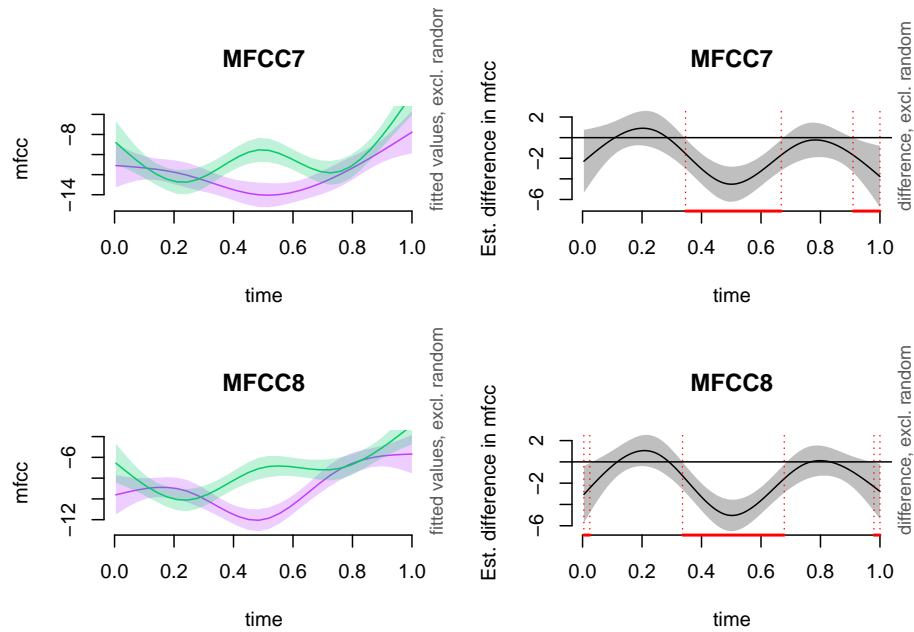 MFCC7
mfcc
-8
-14
0.0 0.2 0.4 0.6 0.8 1.0
time
fitted values, excl. random
MFCC7
Est. difference in mfcc
2
-2
-6
0.0 0.2 0.4 0.6 0.8 1.0
time
difference, excl. random
MFCC8
mfcc
-6
-12
0.0 0.2 0.4 0.6 0.8 1.0
time
fitted values, excl. random
MFCC8
Est. difference in mfcc
2
-2
-6
0.0 0.2 0.4 0.6 0.8 1.0
time
difference, excl. random